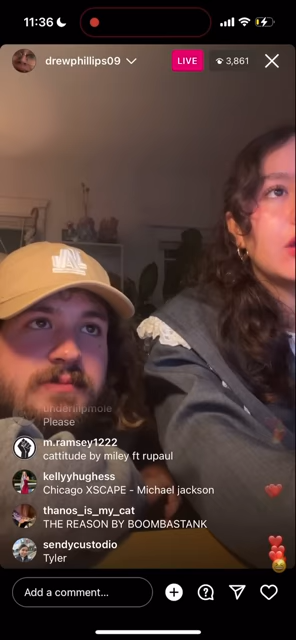 11:36
drewphillips09
LIVE
3,861
underlipmole
Please
m.ramsey1222
cattitude by miley ft rupaul
kellyyhughess
Chicago XSCAPE - Michael jackson
thanos_is_my_cat
THE REASON BY BOOMBASTANK
sendycustodio
Tyler
Add a comment...